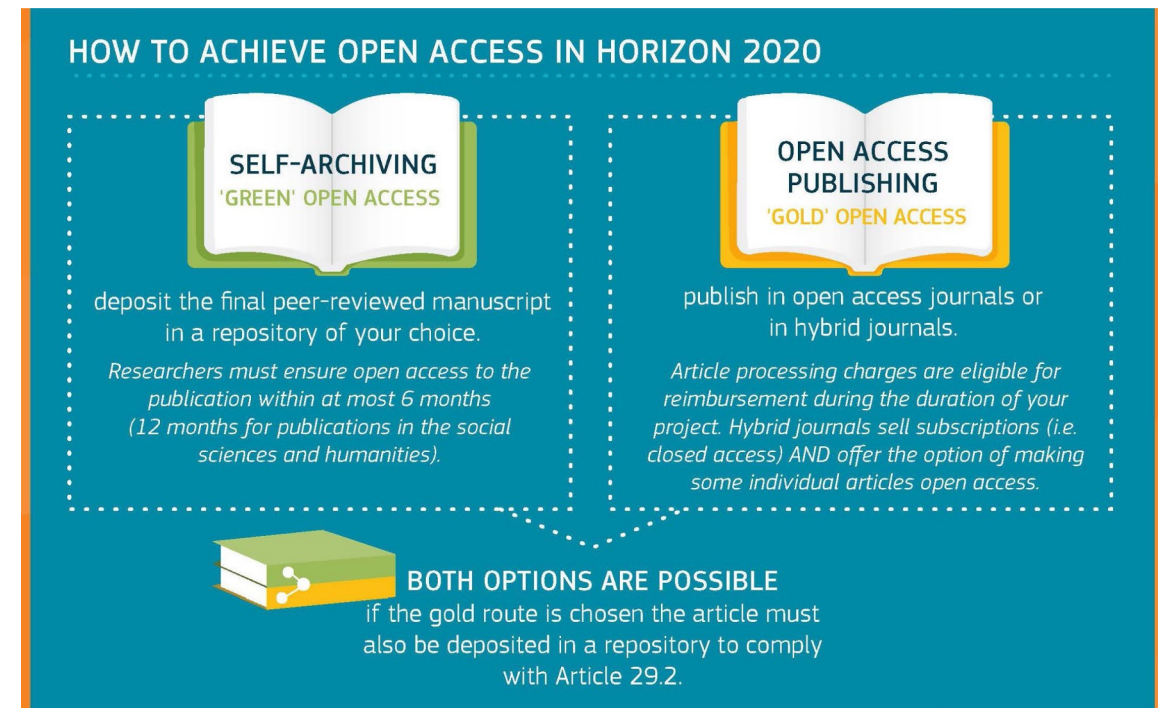 HOW TO ACHIEVE OPEN ACCESS IN HORIZON 2020
SELF-ARCHIVING
'GREEN' OPEN ACCESS
deposit the final peer-reviewed manuscript
in a repository of your choice.
Researchers must ensure open access to the
publication within at most 6 months
(12 months for publications in the social
sciences and humanities).
OPEN ACCESS
PUBLISHING
'GOLD' OPEN ACCESS
publish in open access journals or
in hybrid journals.
Article processing charges are eligible for
reimbursement during the duration of your
project. Hybrid journals sell subscriptions (i.e.
closed access) AND offer the option of making
some individual articles open access.
BOTH OPTIONS ARE POSSIBLE
if the gold route is chosen the article must
also be deposited in a repository to comply
with Article 29.2.